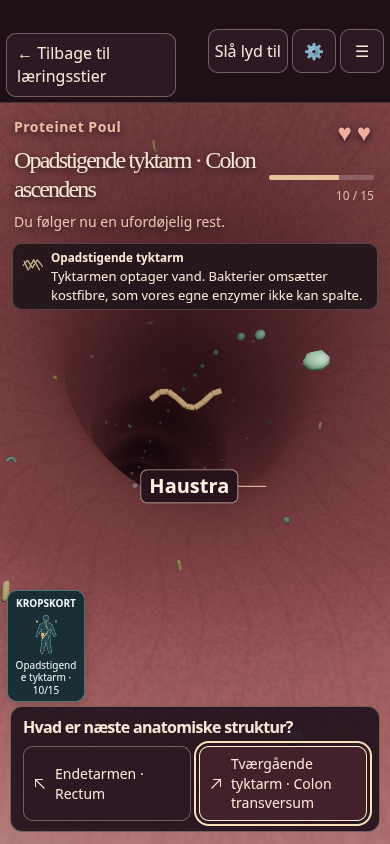 ← Tilbage til
læringsstier
Slå lyd til
Proteinet Poul
Opadstigende tyktarm · Colon
ascendens
10 / 15
Du følger nu en ufordøjelig rest.
Opadstigende tyktarm
Tyktarmen optager vand. Bakterier omsætter
kostfibre, som vores egne enzymer ikke kan spalte.
Haustra
KROPSKORT
Opadstigend
e tyktarm ·
10/15
Hvad er næste anatomiske struktur?
Endetarmen ·
Rectum
Tværgående
tyktarm · Colon
transversum